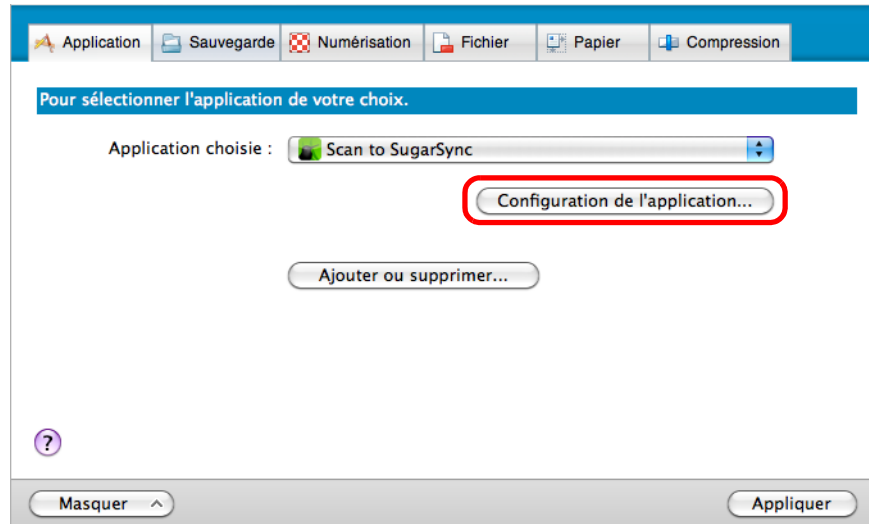 Application Sauvegarde Numérisation Fichier Papier Compression
Pour sélectionner l'application de votre choix.
Application choisie : Scan to SugarSync
Configuration de l'application...
Ajouter ou supprimer...
?
Masquer Appliquer